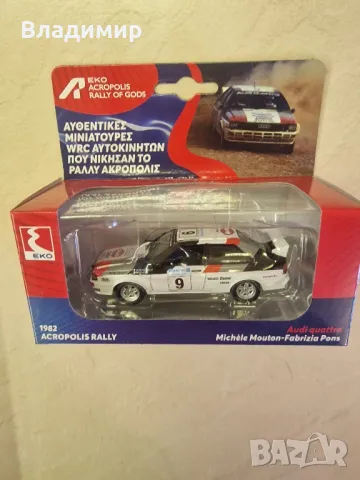 Владимир
EKO
ACROPOLIS
RALLY OF GODS
ΑΥΘΕΝΤΙΚΕΣ
ΜΙΝΙΑΤΟΥΡΕΣ
WRC ΑΥΤΟΚΙΝΗΤΩΝ
ΠΟΥ ΝΙΚΗΣΑΝ ΤΟ
ΡΑΛΛΥ ΑΚΡΟΠΟΛΙΣ
9
EKO
1982
ACROPOLIS RALLY
Audi quattro
Michèle Mouton-Fabrizia Pons
BAZAR